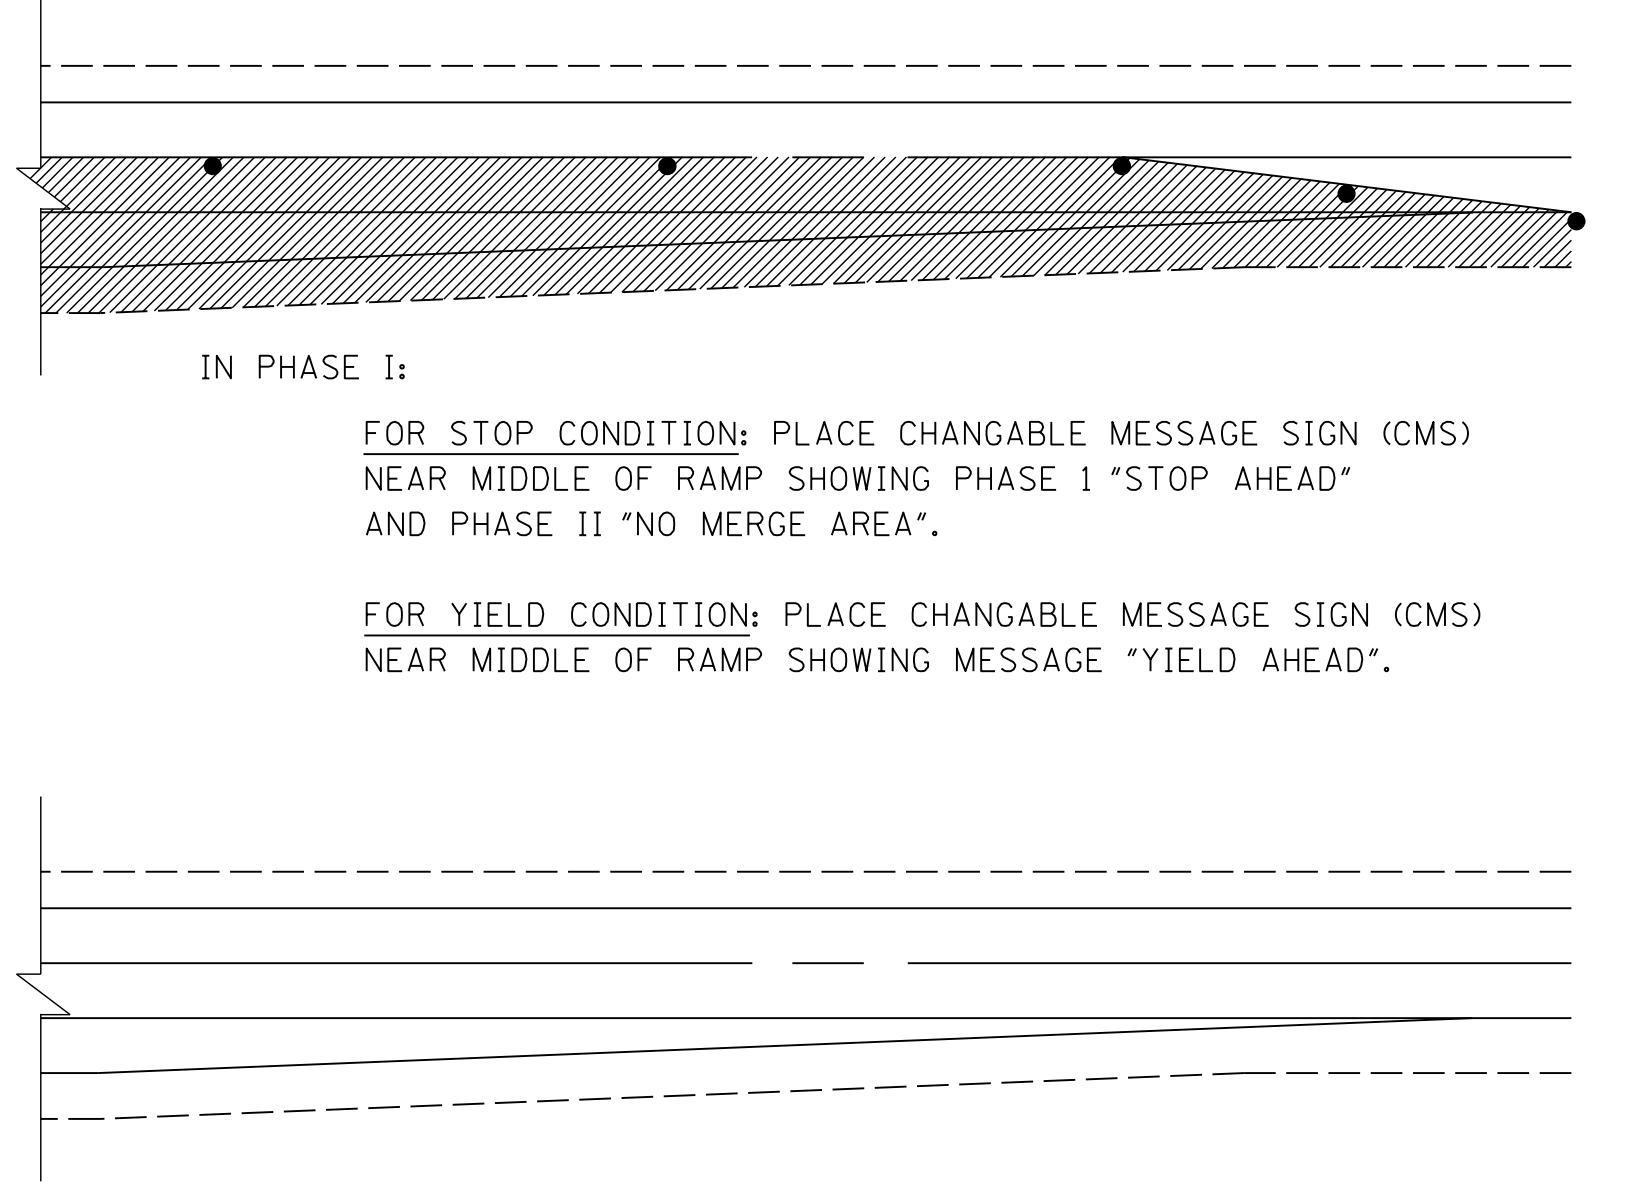 IN PHASE I:
FOR STOP CONDITION: PLACE CHANGABLE MESSAGE SIGN (CMS)
NEAR MIDDLE OF RAMP SHOWING PHASE 1 "STOP AHEAD"
AND PHASE II "NO MERGE AREA".
FOR YIELD CONDITION: PLACE CHANGABLE MESSAGE SIGN (CMS)
NEAR MIDDLE OF RAMP SHOWING MESSAGE "YIELD AHEAD".